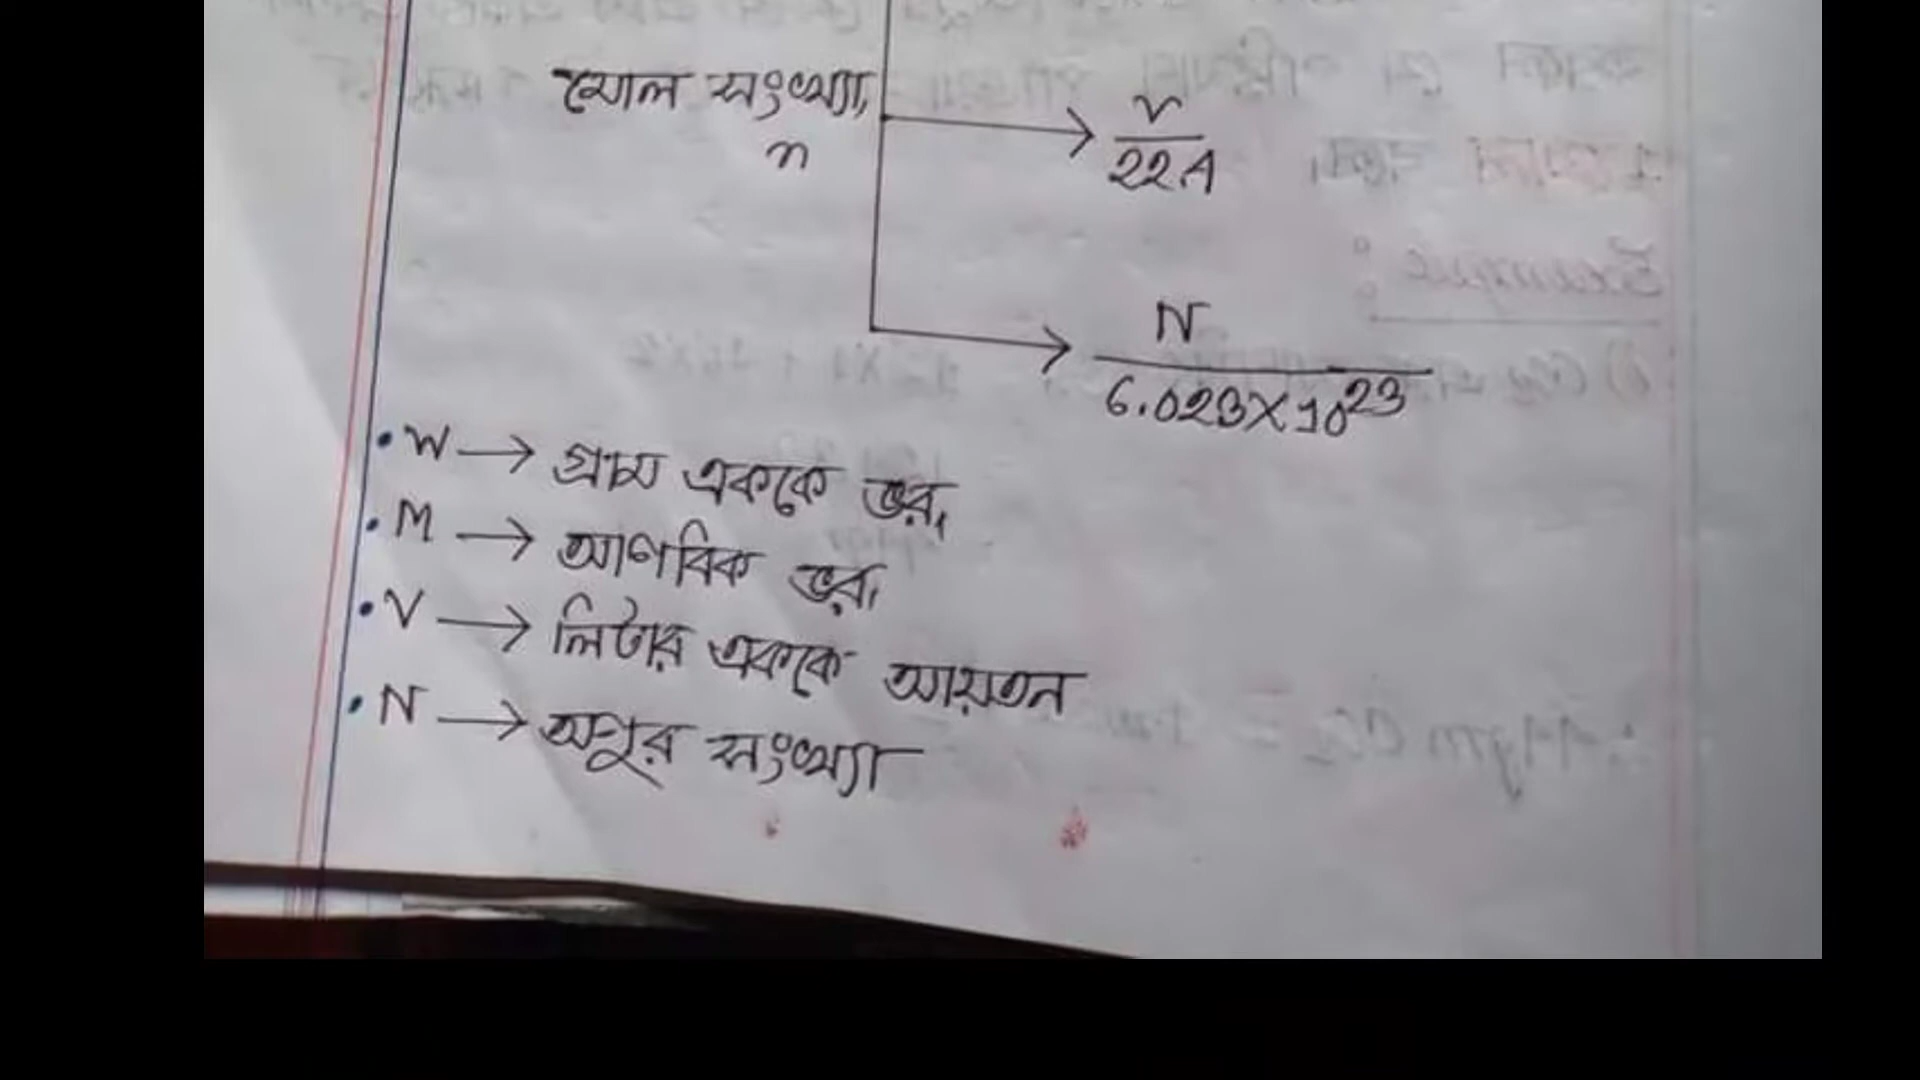 মোল সংখ্যা,
n
V
22.4
N
6.023×10²³
• W → গ্রাম এককে ভর,
• M → আণবিক ভর,
• V → লিটার এককে আয়তন
• N → অণুর সংখ্যা